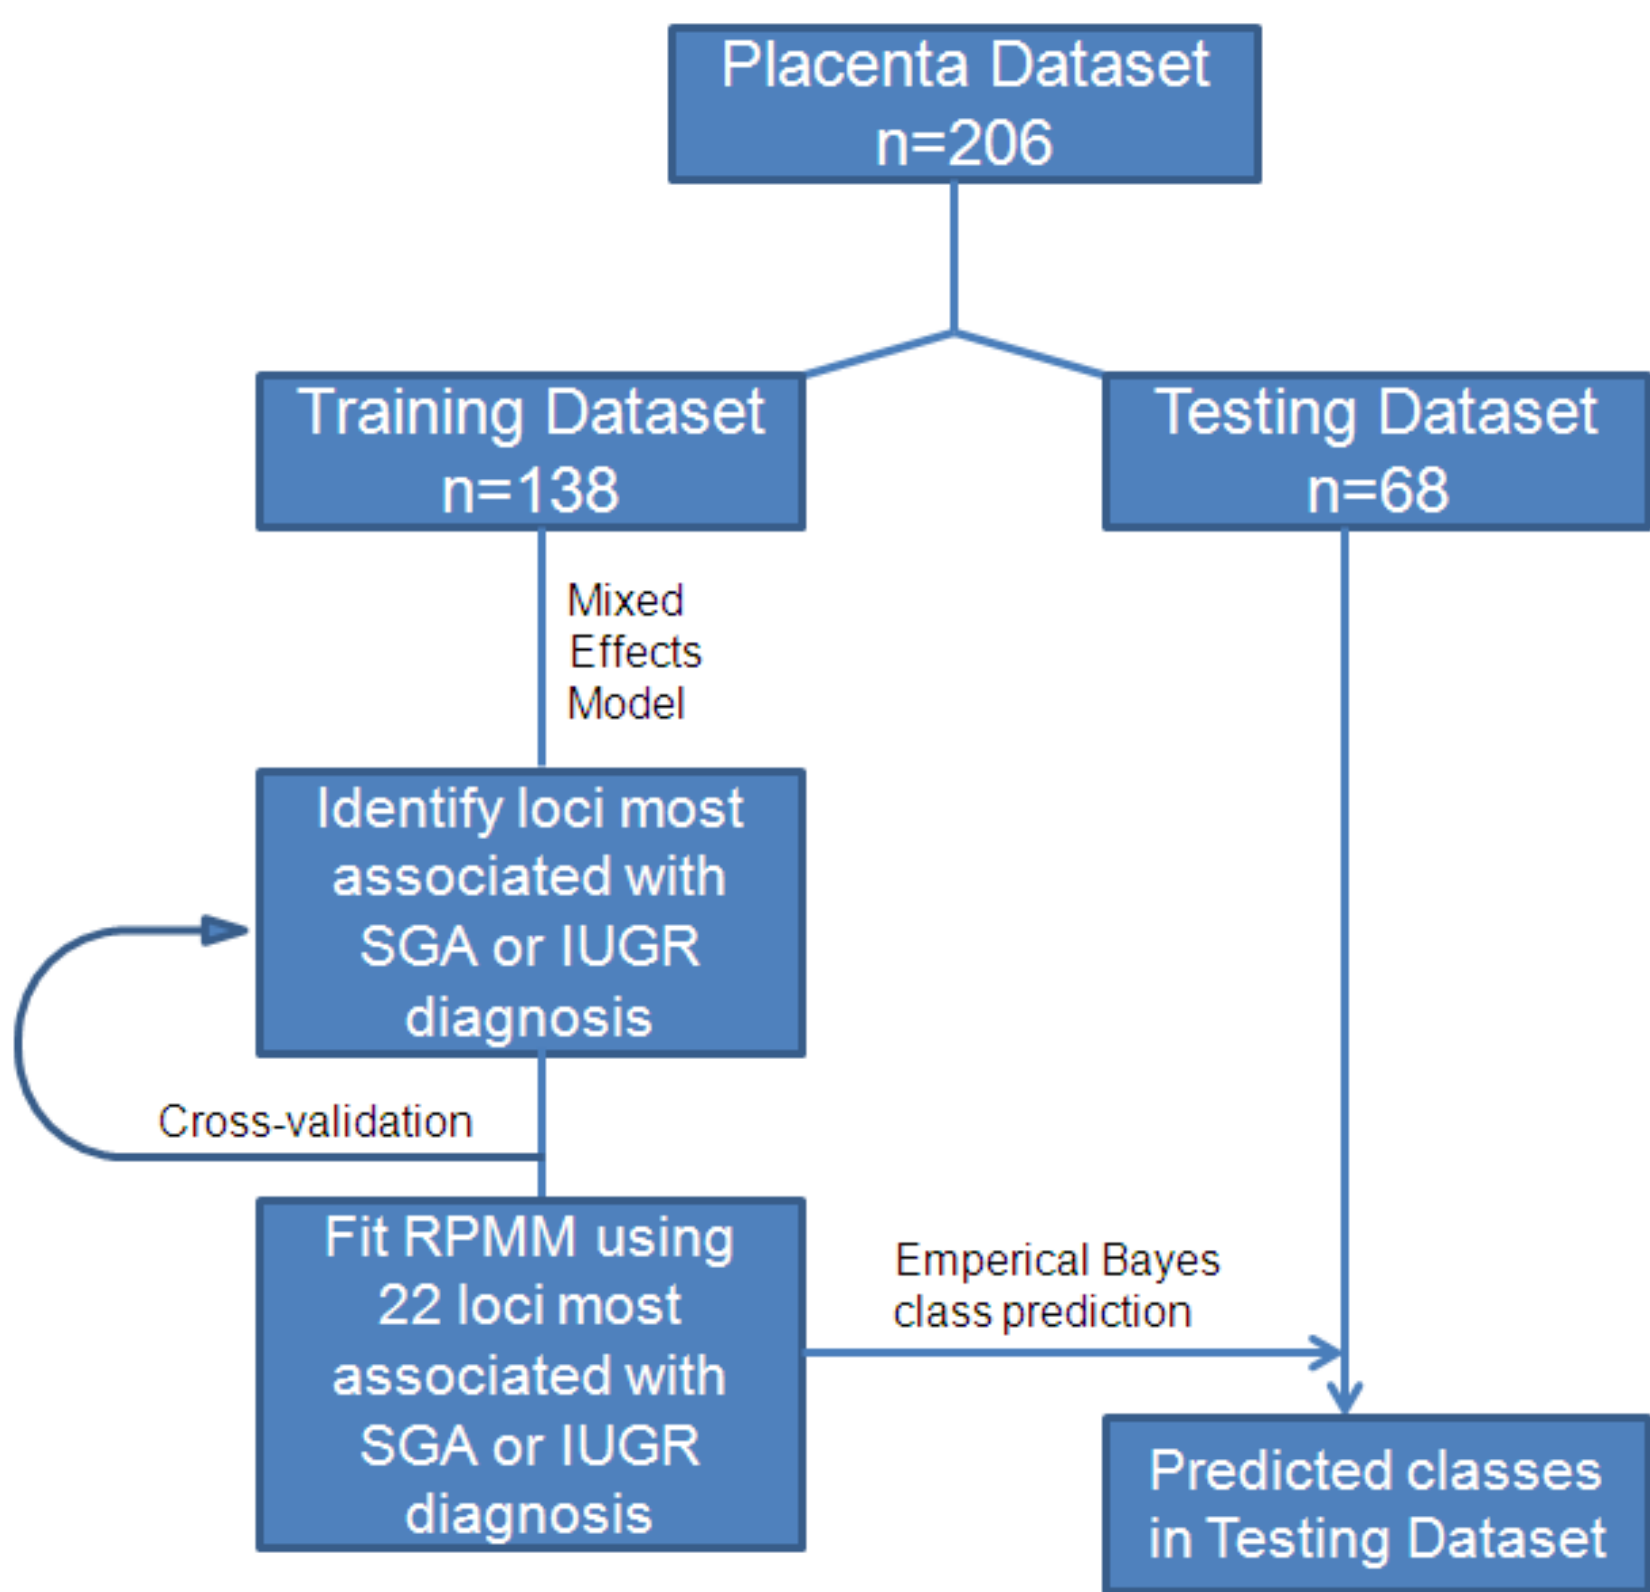 Placenta Dataset
n=206
Training Dataset
n=138
Testing Dataset
n=68
Mixed
Effects
Model
Identify loci most
associated with
SGA or IUGR
diagnosis
Cross-validation
Fit RPMM using
22 loci most
associated with
SGA or IUGR
diagnosis
Emperical Bayes
class prediction
Predicted classes
in Testing Dataset